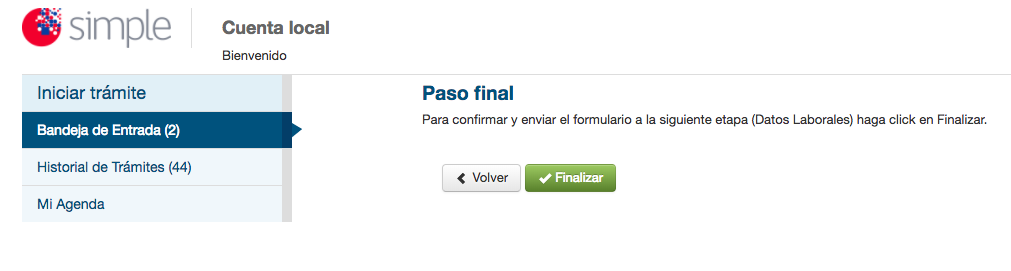 simple
Cuenta local
Bienvenido
Iniciar trámite
Bandeja de Entrada (2)
Historial de Trámites (44)
Mi Agenda
Paso final
Para confirmar y enviar el formulario a la siguiente etapa (Datos Laborales) haga click en Finalizar.
Volver
Finalizar